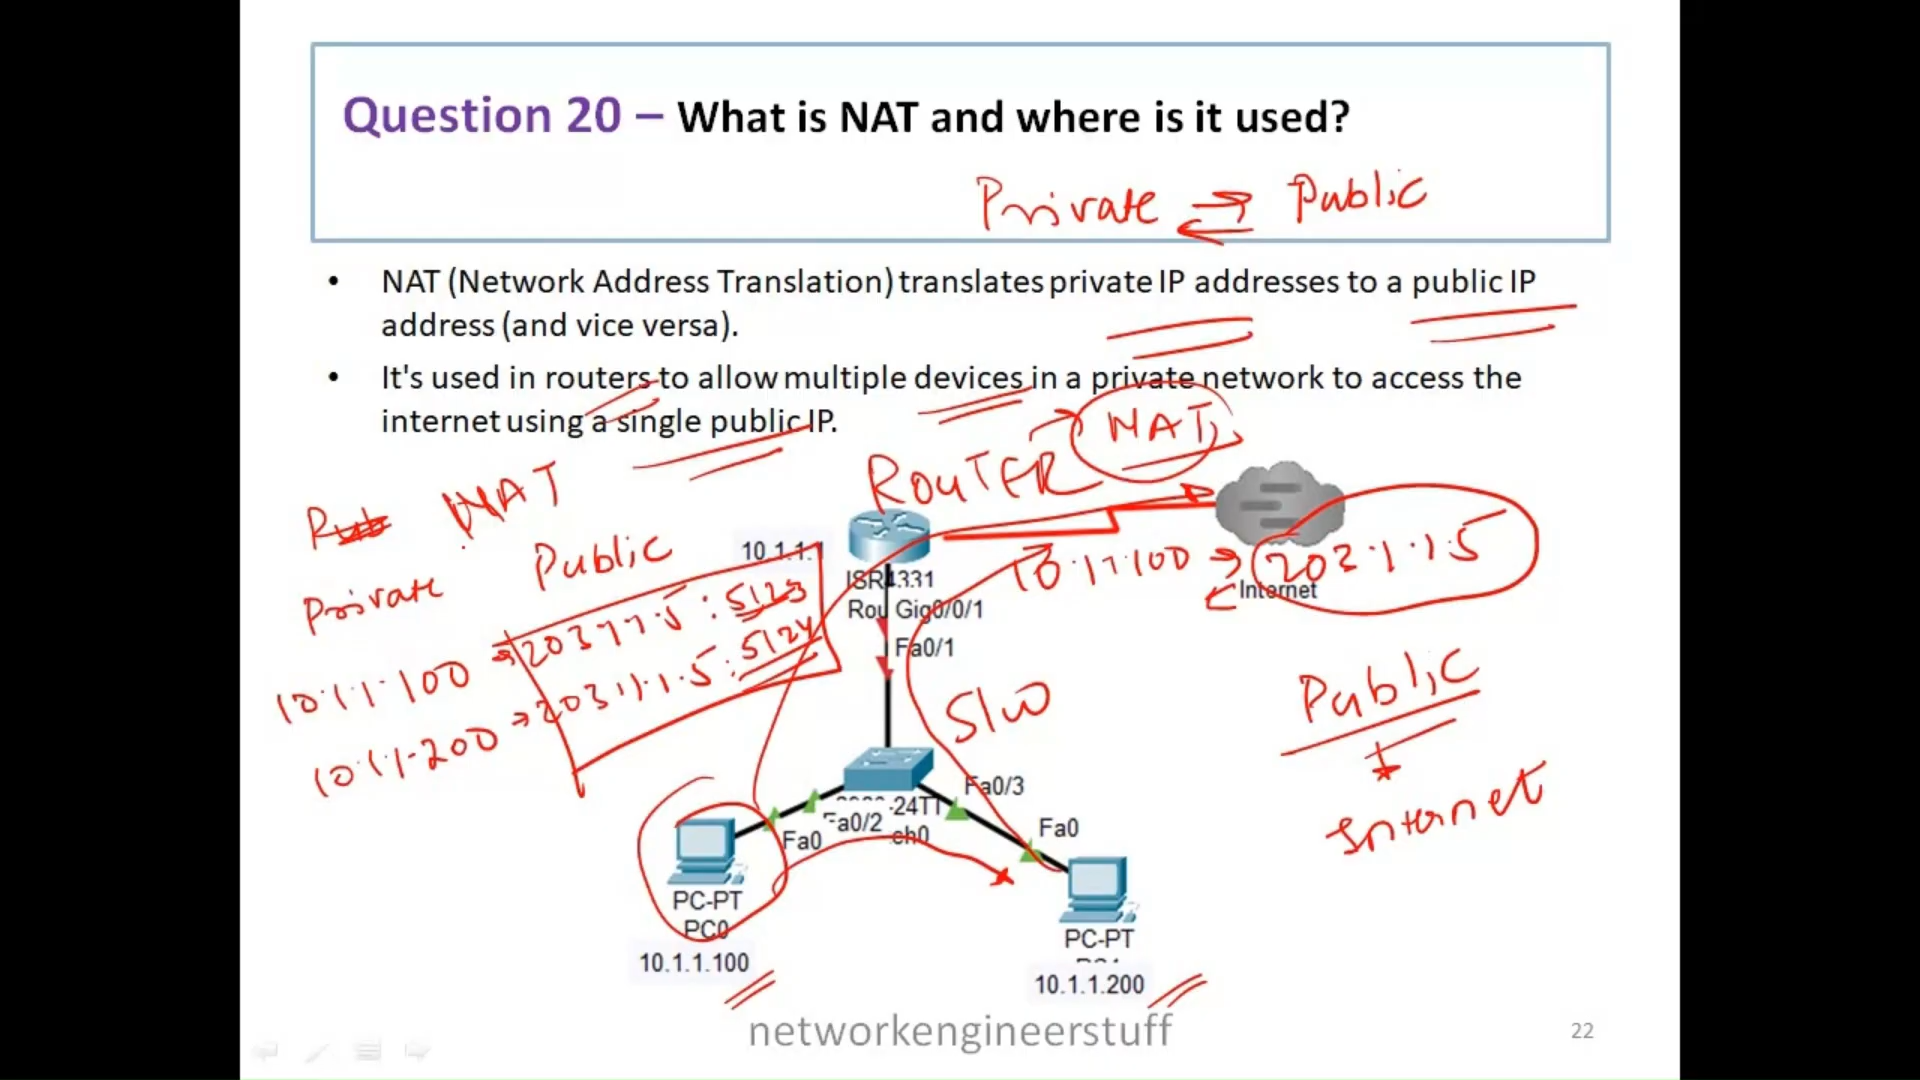 Question 20 – What is NAT and where is it used?
Private Public
• NAT (Network Address Translation) translates private IP addresses to a public IP
address (and vice versa).
• It's used in routers to allow multiple devices in a private network to access the
internet using a single public IP.
NAT
ROUTER
NAT
Private Public
10.1.1.1
ISR4331
Gig0/0/1
10.1.1.100
203.1.1.5
Internet
Fa0/1
10.1.1.100 203.1.1.5:5123
10.1.1.200 203.1.1.5:5124
S/W
Public
Internet
Fa0/3
-24TT
Fa0/2
Fa0
Fa0
PC-PT
PC0
10.1.1.100
PC-PT
10.1.1.200
networkengineerstuff
22